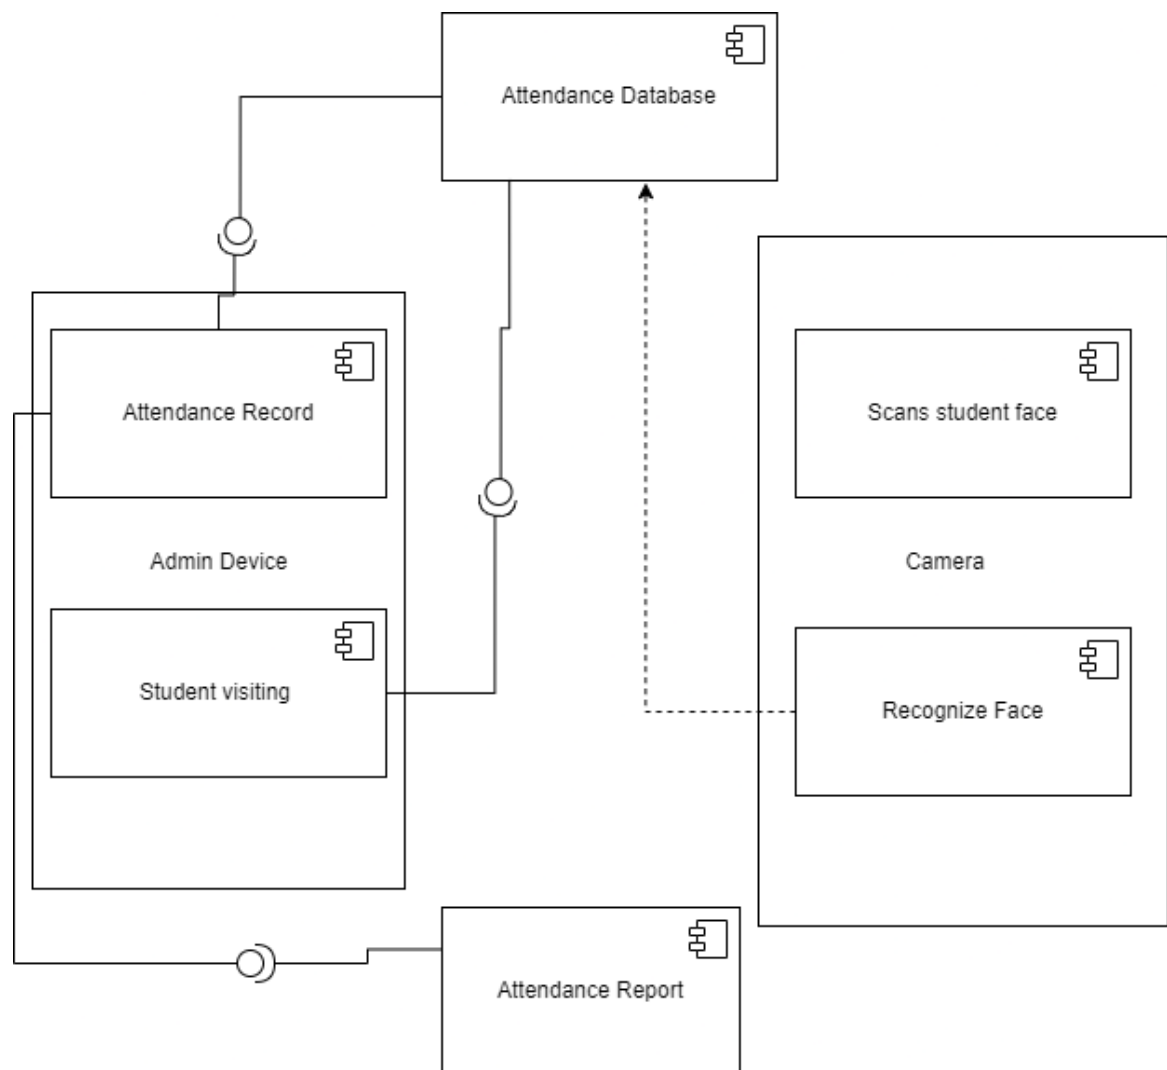 Attendance Database
Attendance Record
Scans student face
Admin Device
Camera
Student visiting
Recognize Face
Attendance Report